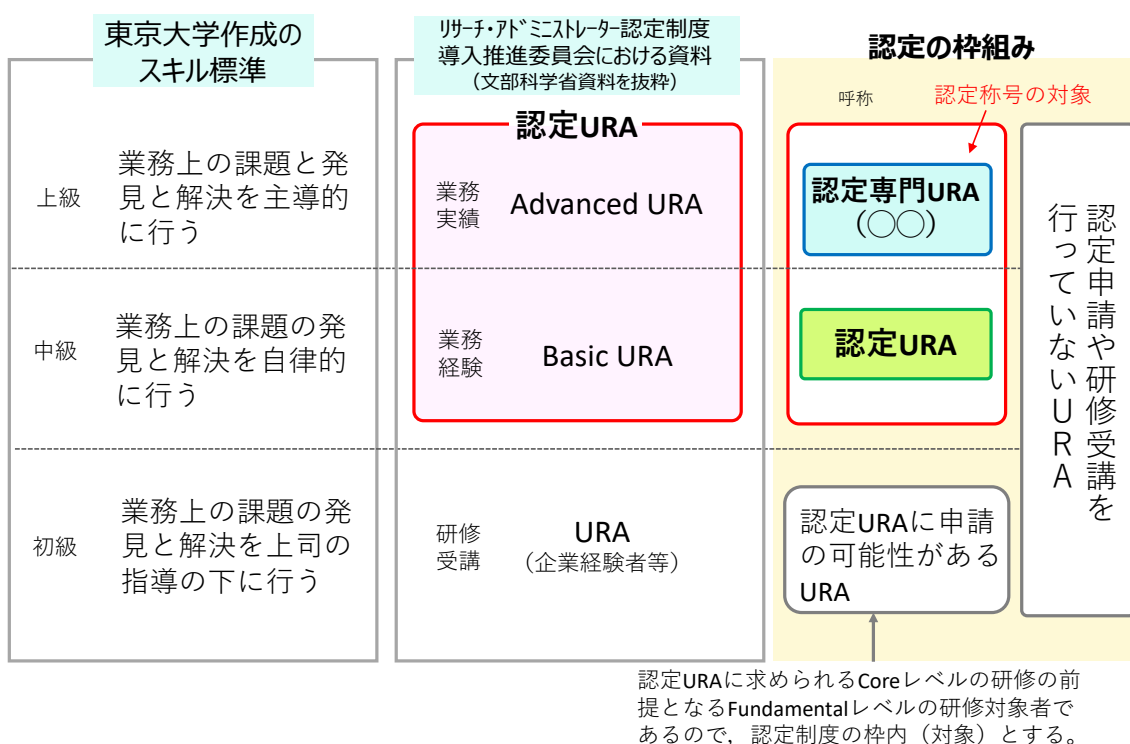 東京大学作成の
スキル標準
リサーチ・アドミニストレーター認定制度
導入推進委員会における資料
（文部科学省資料を抜粋）
認定の枠組み
呼称
認定称号の対象
認定URA
上級
業務上の課題と発
見と解決を主導的
に行う
業務
実績
Advanced URA
認定専門URA
（〇〇）
中級
業務上の課題の発
見と解決を自律的
に行う
業務
経験
Basic URA
認定URA
初級
業務上の課題の発
見と解決を上司の
指導の下に行う
研修
受講
URA
（企業経験者等）
認定URAに申請
の可能性がある
URA
認定申請や研修受講を
行っていないURA
認定URAに求められるCoreレベルの研修の前
提となるFundamentalレベルの研修対象者で
あるので，認定制度の枠内（対象）とする。